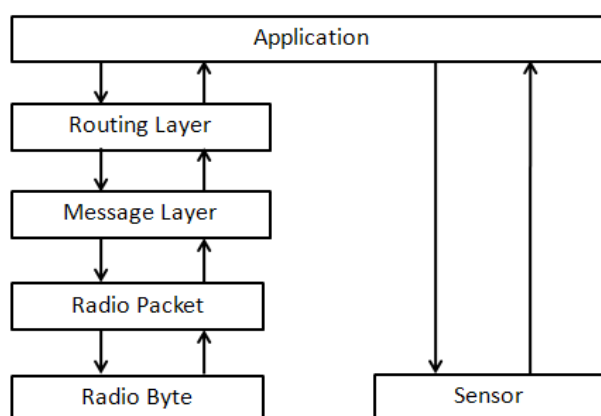 Application
Routing Layer
Message Layer
Radio Packet
Radio Byte
Sensor